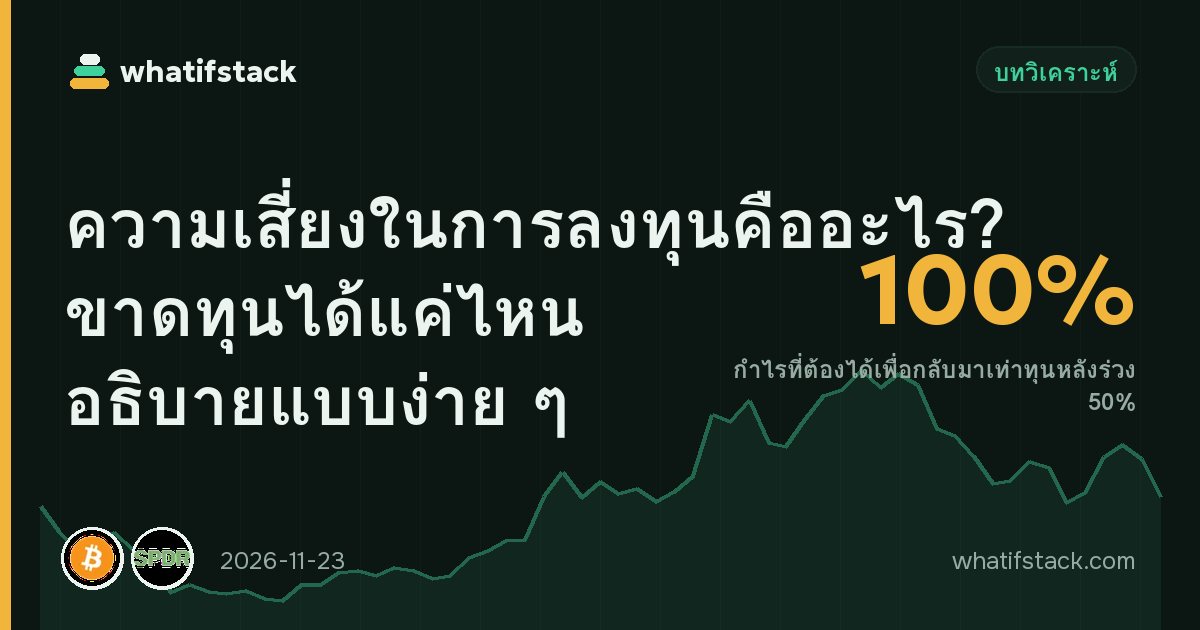 whatifstack
บทวิเคราะห์
ความเสี่ยงในการลงทุนคืออะไร?
ขาดทุนได้แค่ไหน
อธิบายแบบง่าย ๆ
100%
กำไรที่ต้องได้เพื่อกลับมาเท่าทุนหลังร่วง
50%
SPDR
2026-11-23
whatifstack.com